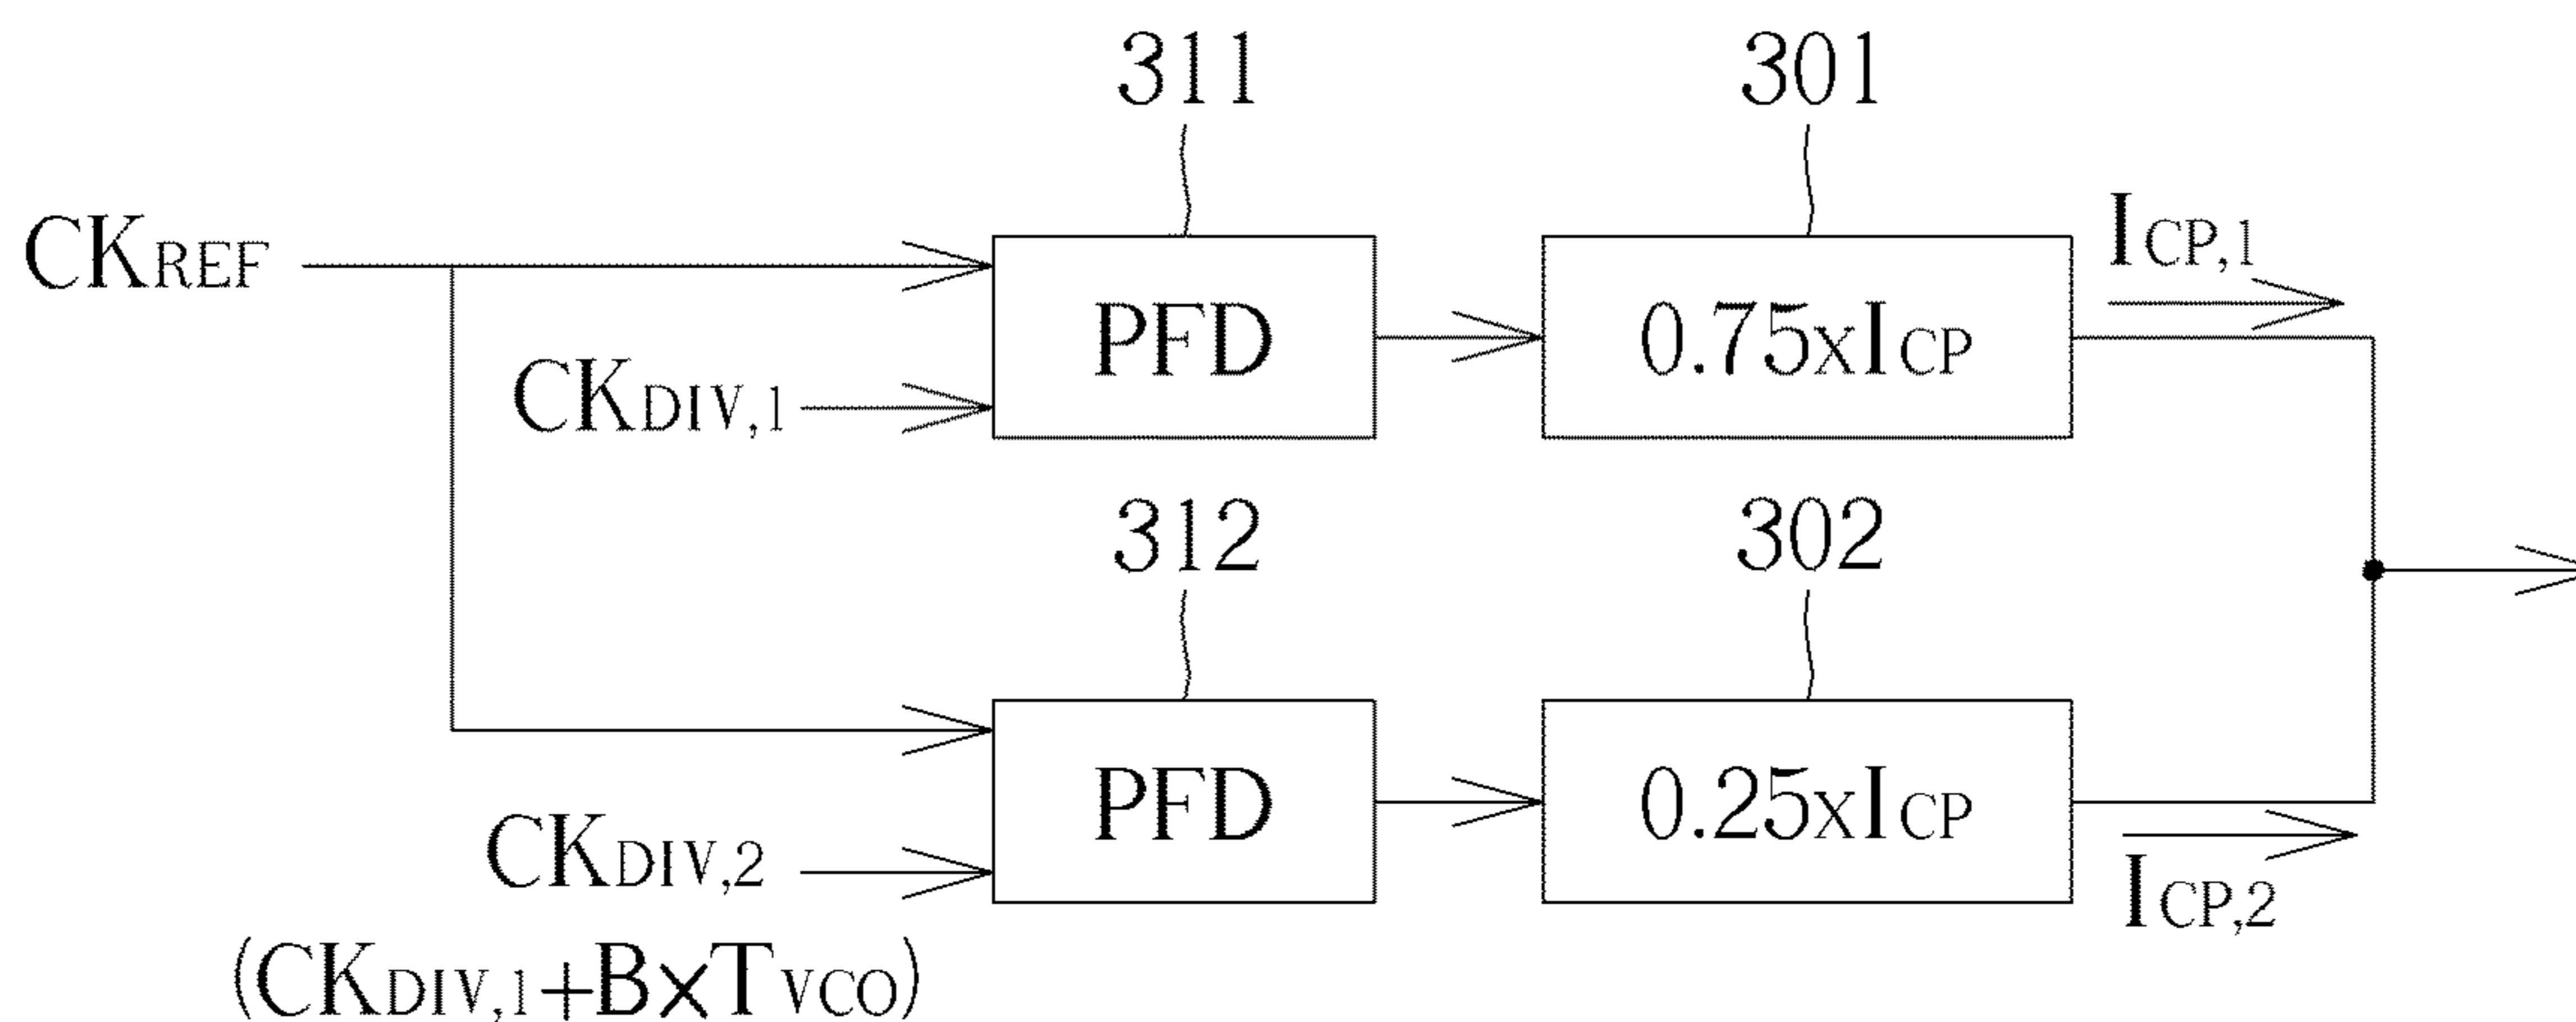 311 301
CKREF
ICP,1
PFD
0.75xICP
CKDIV,1
312 302
PFD
0.25xICP
CKDIV,2
ICP,2
(CKDIV,1+B×TVCO)